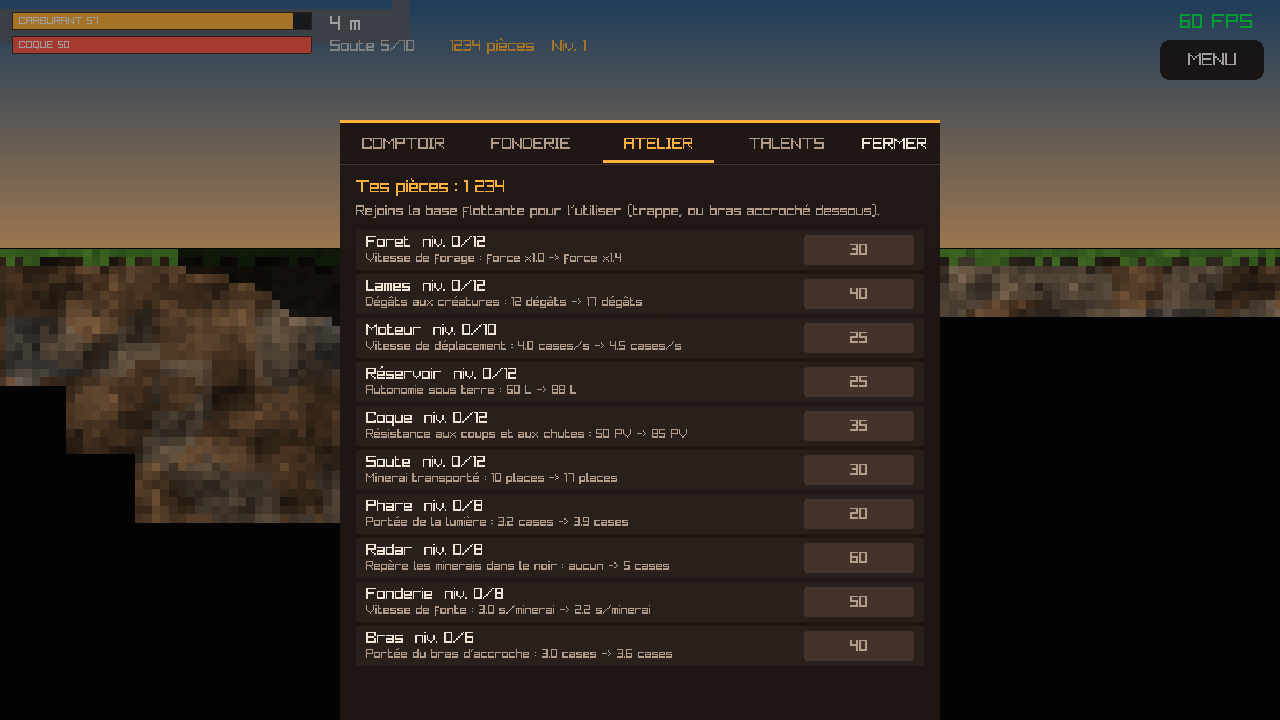 CARBURANT 57
4 m
60 FPS
COQUE 50
Soute 5/10
1234 pièces
Niv. 1
MENU
COMPTOIR
FONDERIE
ATELIER
TALENTS
FERMER
Tes pièces : 1 234
Rejoins la base flottante pour l'utiliser (trappe, ou bras accroché dessous).
Foret niv. 0/12
Vitesse de forage : force x1.0 -> force x1.4
30
Lames niv. 0/12
Dégâts aux créatures : 12 dégâts -> 17 dégâts
40
Moteur niv. 0/10
Vitesse de déplacement : 4.0 cases/s -> 4.5 cases/s
25
Réservoir niv. 0/12
Autonomie sous terre : 60 L -> 88 L
25
Coque niv. 0/12
Résistance aux coups et aux chutes : 50 PV -> 85 PV
35
Soute niv. 0/12
Minerai transporté : 10 places -> 17 places
30
Phare niv. 0/8
Portée de la lumière : 3.2 cases -> 3.9 cases
20
Radar niv. 0/8
Repère les minerais dans le noir : aucun -> 5 cases
60
Fonderie niv. 0/8
Vitesse de fonte : 3.0 s/minerai -> 2.2 s/minerai
50
Bras niv. 0/6
Portée du bras d'accroche : 3.0 cases -> 3.6 cases
40